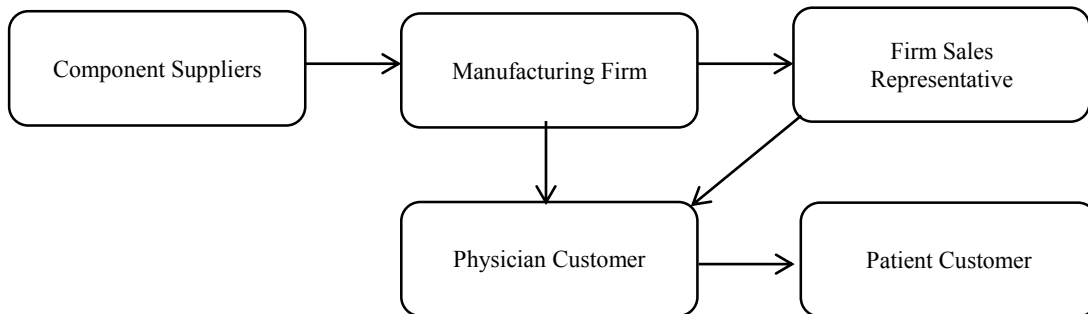 Component Suppliers
Manufacturing Firm
Firm Sales
Representative
Physician Customer
Patient Customer